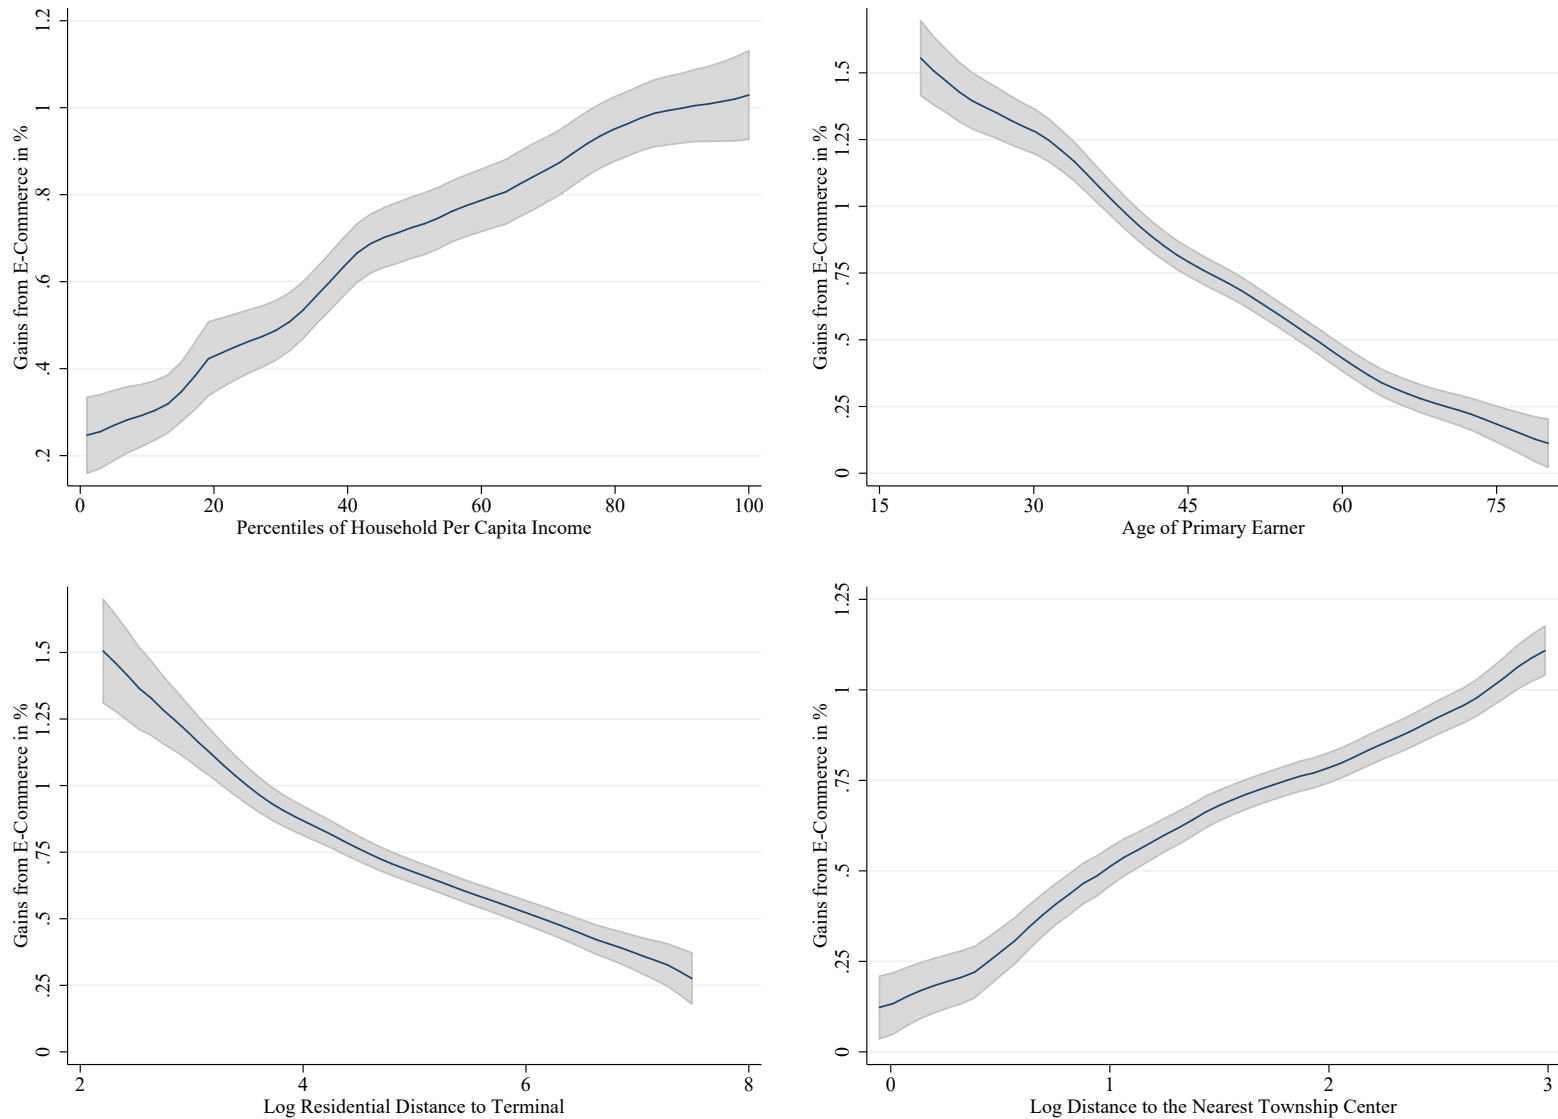 Gains from E-Commerce in %
1.2
1
.8
.6
.4
.2
0 20 40 60 80 100
Percentiles of Household Per Capita Income
Gains from E-Commerce in %
1.5
1.25
1
.75
.5
.25
0
15 30 45 60 75
Age of Primary Earner
Gains from E-Commerce in %
1.5
1.25
1
.75
.5
.25
0
2 4 6 8
Log Residential Distance to Terminal
Gains from E-Commerce in %
1.25
1
.75
.5
.25
0
0 1 2 3
Log Distance to the Nearest Township Center